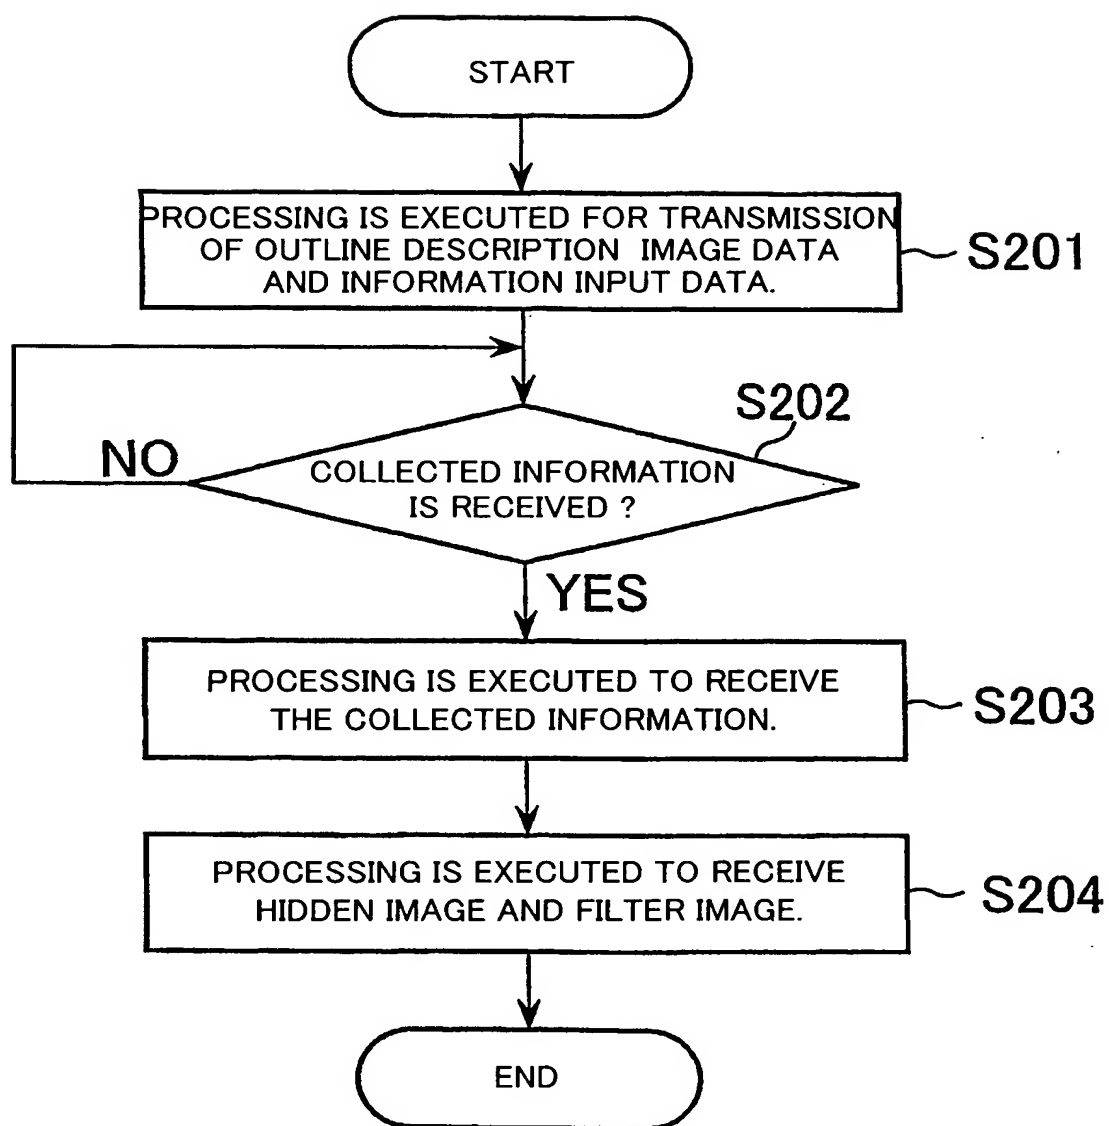 START
PROCESSING IS EXECUTED FOR TRANSMISSION
OF OUTLINE DESCRIPTION IMAGE DATA
AND INFORMATION INPUT DATA.
S201
S202
NO
COLLECTED INFORMATION
IS RECEIVED ?
YES
PROCESSING IS EXECUTED TO RECEIVE
THE COLLECTED INFORMATION.
S203
PROCESSING IS EXECUTED TO RECEIVE
HIDDEN IMAGE AND FILTER IMAGE.
S204
END